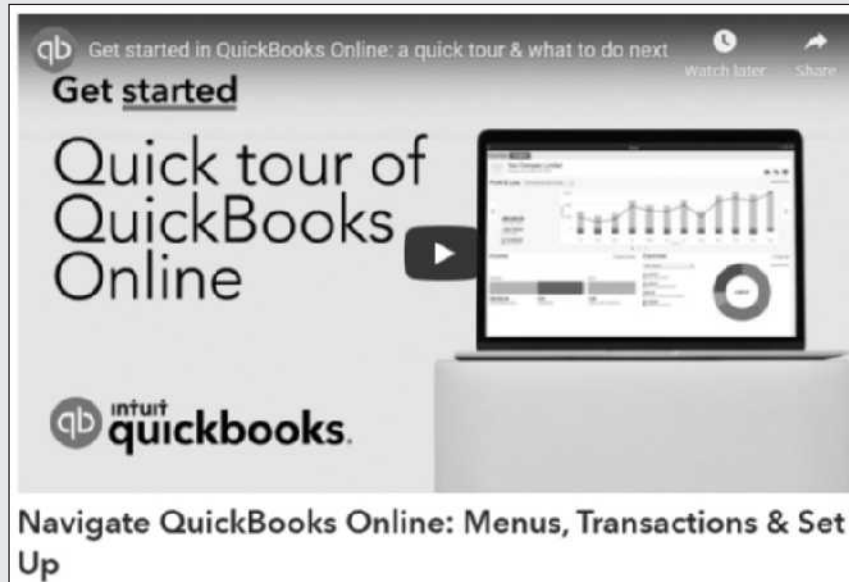 Get started in QuickBooks Online: a quick tour & what to do next
Watch later
Share
Get started
Quick tour of
QuickBooks
Online
intuit
quickbooks.
Navigate QuickBooks Online: Menus, Transactions & Set
Up